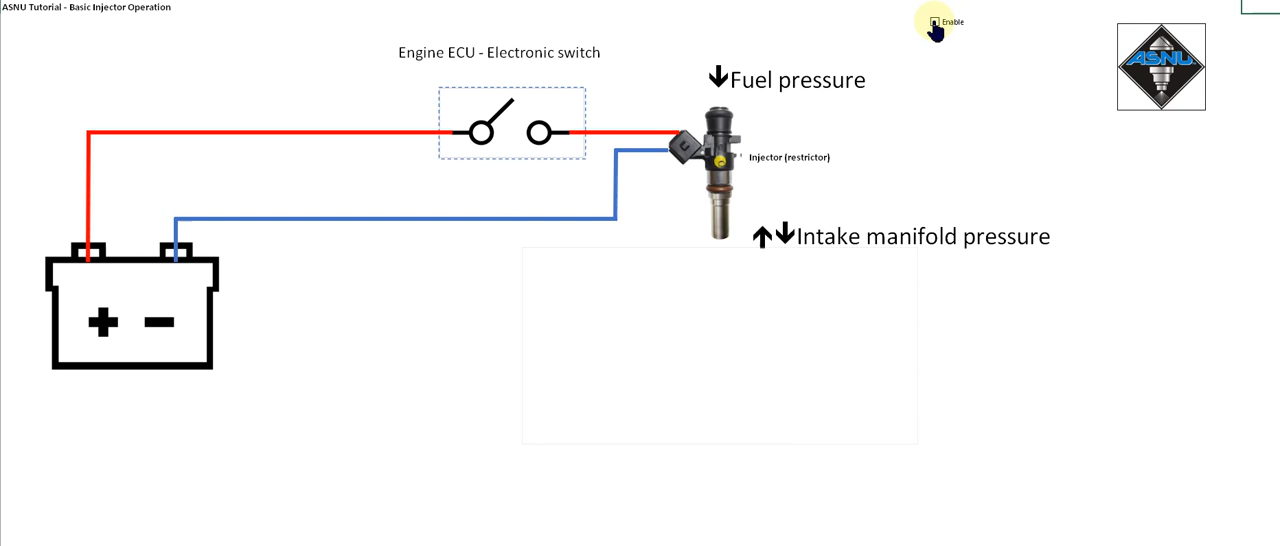 ASNU Tutorial - Basic Injector Operation
Enable
Engine ECU - Electronic switch
Fuel pressure
ASNU
Injector (restrictor)
Intake manifold pressure
+ -